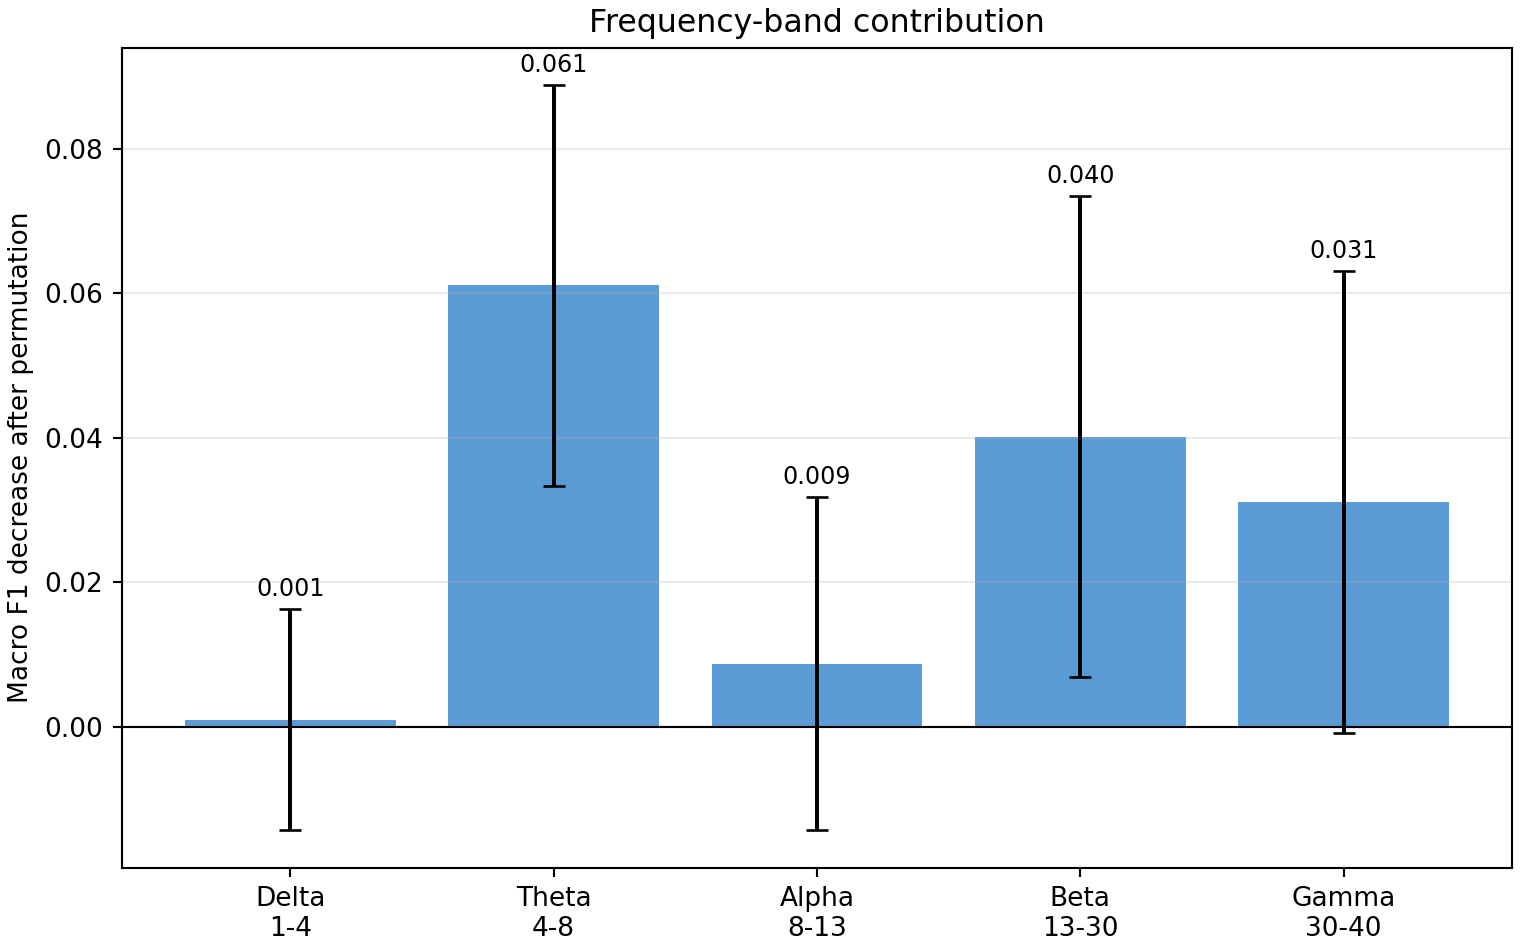 Frequency-band contribution
Macro F1 decrease after permutation
0.08
0.06
0.04
0.02
0.00
0.001
0.061
0.009
0.040
0.031
Delta
1-4
Theta
4-8
Alpha
8-13
Beta
13-30
Gamma
30-40